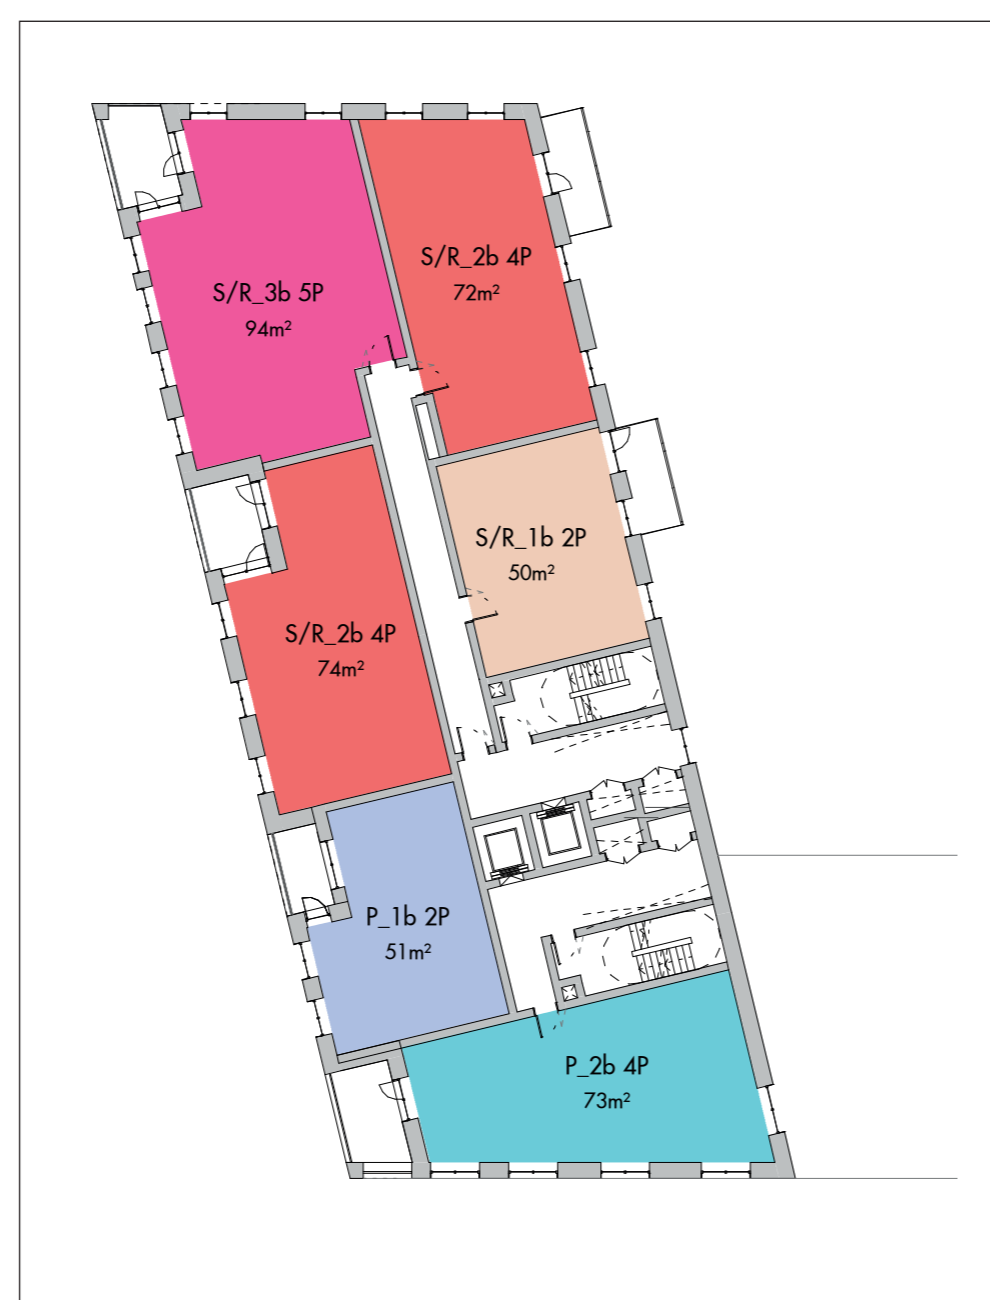 S/R_3b 5P
94m²
S/R_2b 4P
72m²
S/R_1b 2P
50m²
S/R_2b 4P
74m²
P_1b 2P
51m²
P_2b 4P
73m²